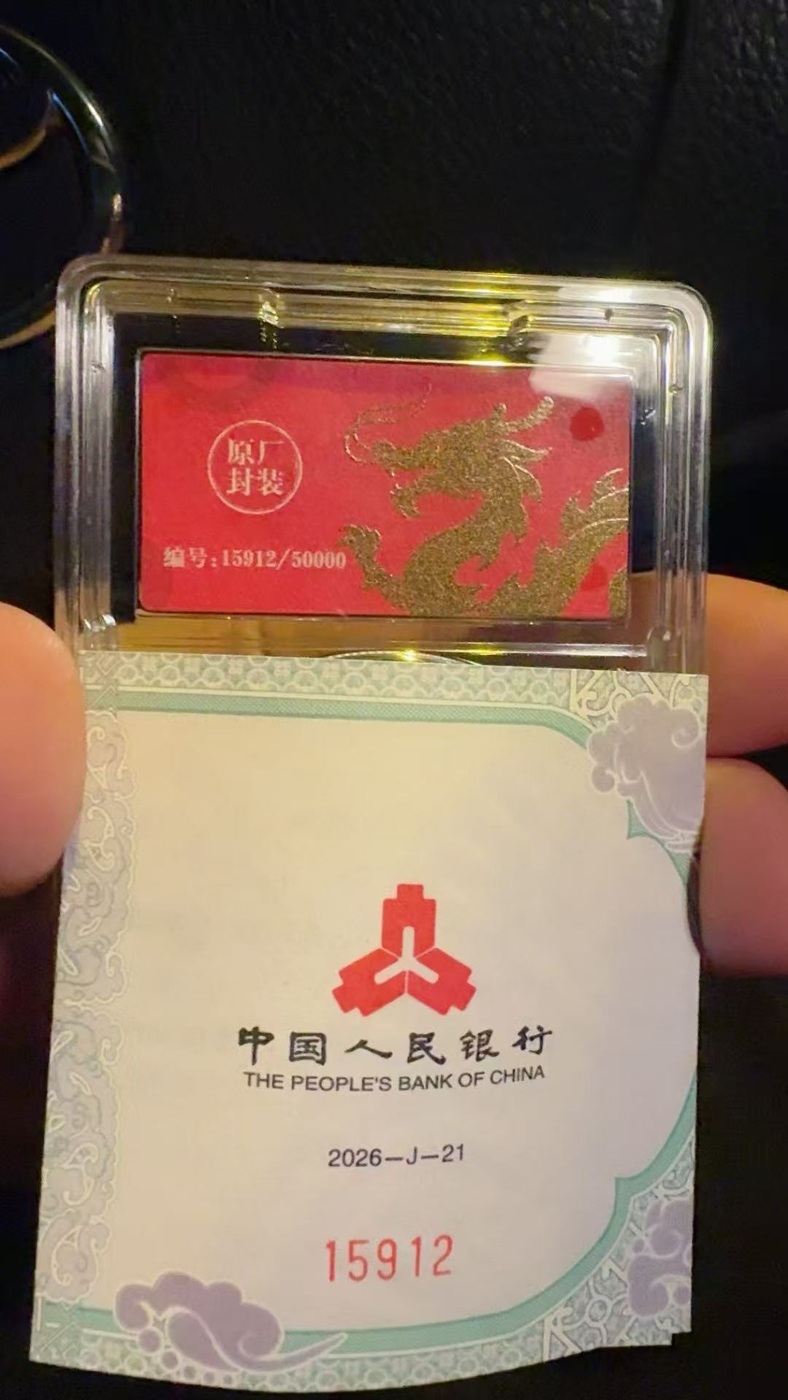 原厂
封装
编号:15912/50000
中国人民银行
THE PEOPLE'S BANK OF CHINA
2026—J—21
15912